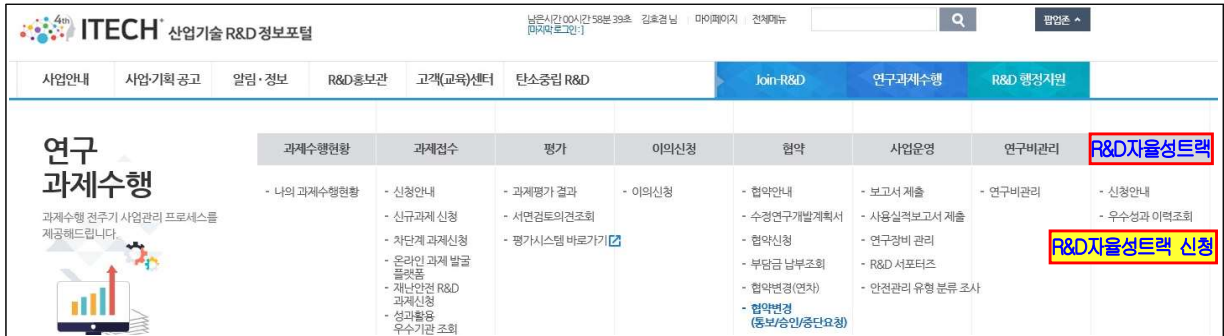 4th ITECH+ 산업기술 R&D 정보포털
남은시간 00시간 58분 39초 김호겸 님 마이페이지 전체메뉴
[마지막로그인 : ]
팝업존
사업안내 사업·기획 공고 알림·정보 R&D홍보관 고객(교육)센터 탄소중립 R&D Join-R&D 연구과제수행 R&D 행정지원
연구
과제수행
과제수행 전주기 사업관리 프로세스를
제공해드립니다.
과제수행현황
- 나의 과제수행현황
과제접수
- 신청안내
- 신규과제 신청
- 차단계 과제신청
- 온라인 과제 발굴
플랫폼
- 재난안전 R&D
과제신청
- 성과활용
우수기관 조회
평가
- 과제평가 결과
- 서면검토의견조회
- 평가시스템 바로가기
이의신청
- 이의신청
협약
- 협약안내
- 수정연구개발계획서
- 협약신청
- 부담금 납부조회
- 협약변경(연차)
- 협약변경
(통보/승인/중단요청)
사업운영
- 보고서 제출
- 사용실적보고서 제출
- 연구장비 관리
- R&D 서포터즈
- 안전관리 유형 분류 조사
연구비관리
- 연구비관리
R&D자율성트랙
- 신청안내
- 우수성과 이력조회
R&D자율성트랙 신청